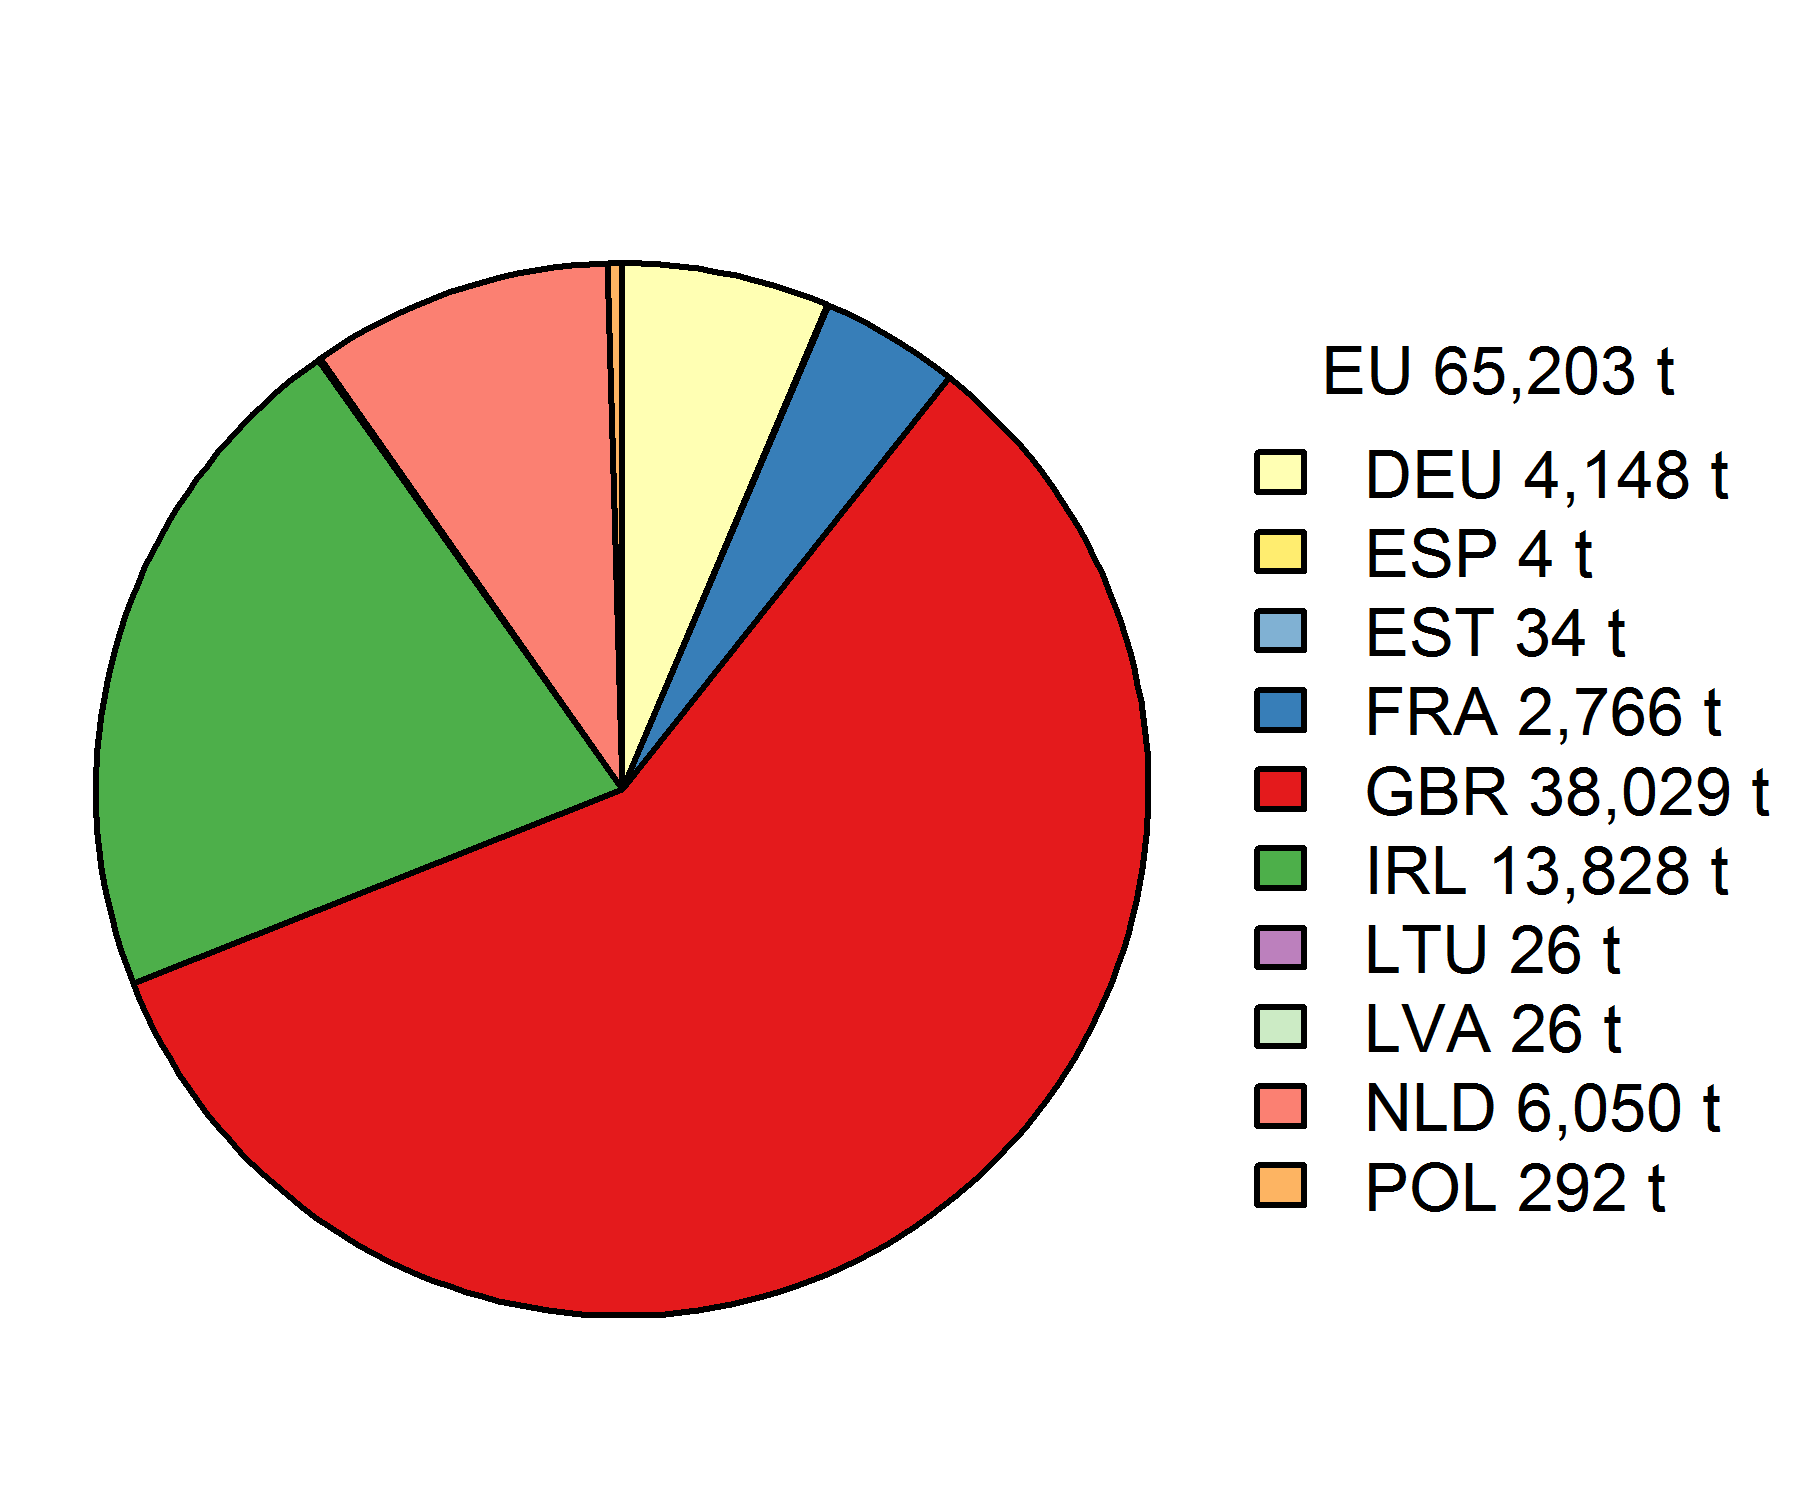 EU 65,203 t
DEU 4,148 t
ESP 4 t
EST 34 t
FRA 2,766 t
GBR 38,029 t
IRL 13,828 t
LTU 26 t
LVA 26 t
NLD 6,050 t
POL 292 t